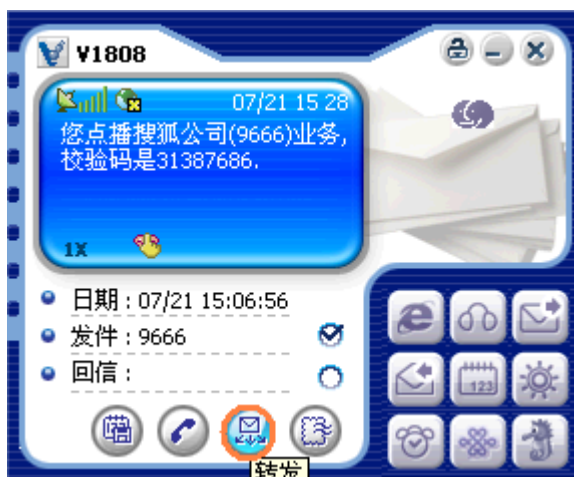 V1808
07/21 15 28
您点播搜狐公司(9666)业务,
校验码是31387686.
1X
日期：07/21 15:06:56
发件：9666
回信：
123
转发